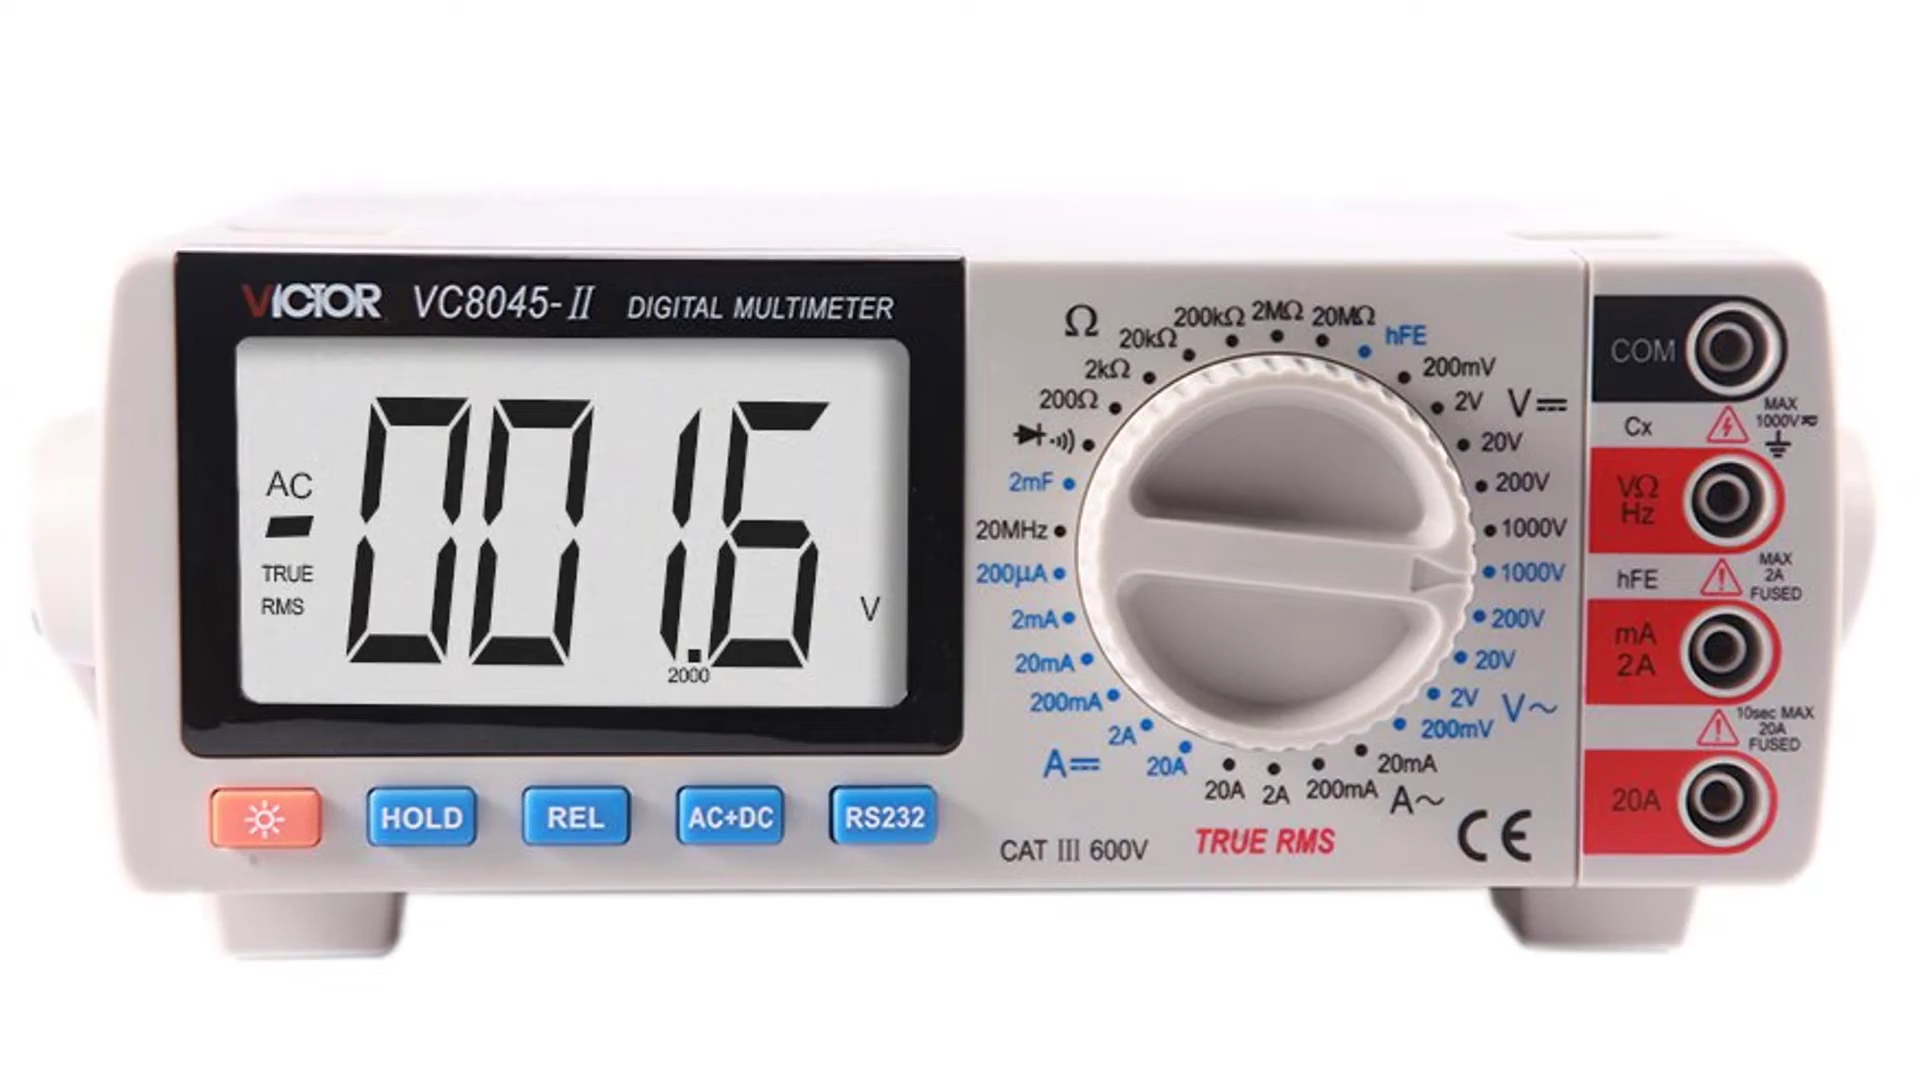 VICTOR VC8045-II DIGITAL MULTIMETER
AC
-001.6
TRUE
RMS
V
2000
HOLD
REL
AC+DC
RS232
Ω
200Ω
2kΩ
20kΩ
200kΩ
2MΩ
20MΩ
hFE
200mV
2V
V⎓
20V
200V
1000V
1000V
200V
20V
2V
V~
200mV
20mA
A~
200mA
2A
20A
20A
A⎓
2A
200mA
20mA
2mA
200µA
20MHz
2mF
CAT III 600V
TRUE RMS
CE
COM
Cx
MAX
1000V⎓
VΩ
Hz
hFE
MAX
2A
FUSED
mA
2A
10sec MAX
20A
FUSED
20A